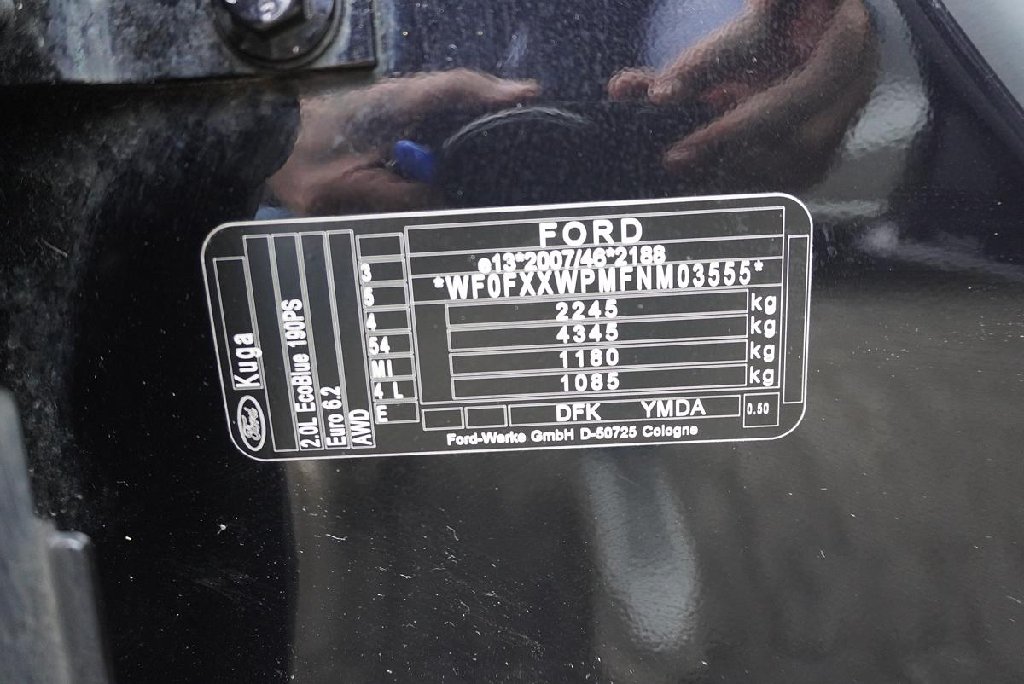 FORD
e13*2007/46*2188
*WF0FXXWPMFNM03555*
2245 kg
4345 kg
1180 kg
1085 kg
DFK YMDA 0.50
Ford-Werke GmbH D-50725 Cologne
Ford Kuga
2.0L EcoBlue 190PS
Euro 6.2
AWD
3
5
4
54
MI
4 L
E